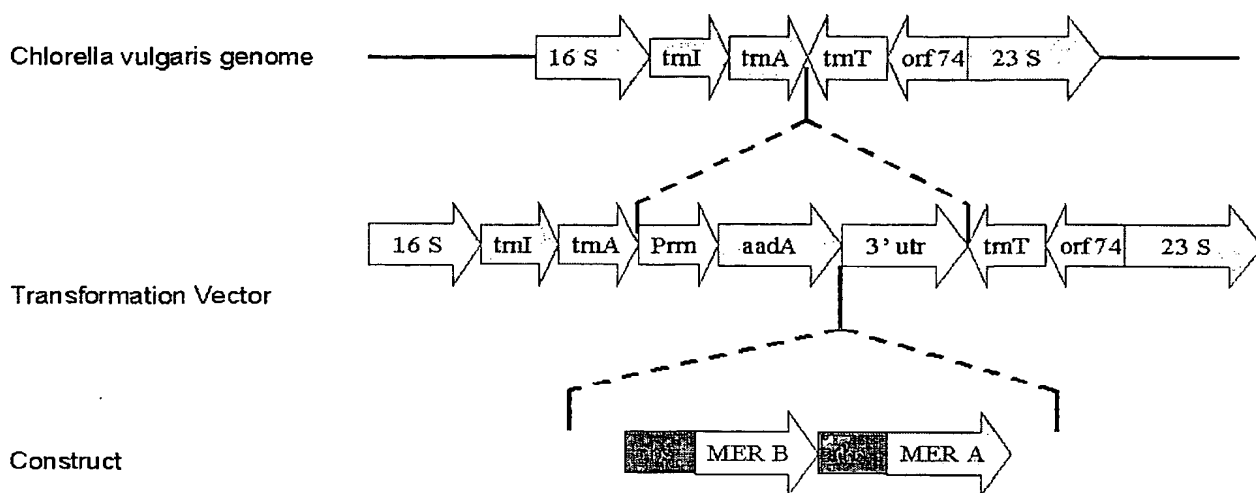 Chlorella vulgaris genome
16 S trnI trnA trnT orf 74 23 S
16 S trnI trnA Prrn aadA 3' utr trnT orf 74 23 S
Transformation Vector
MER B MER A
Construct